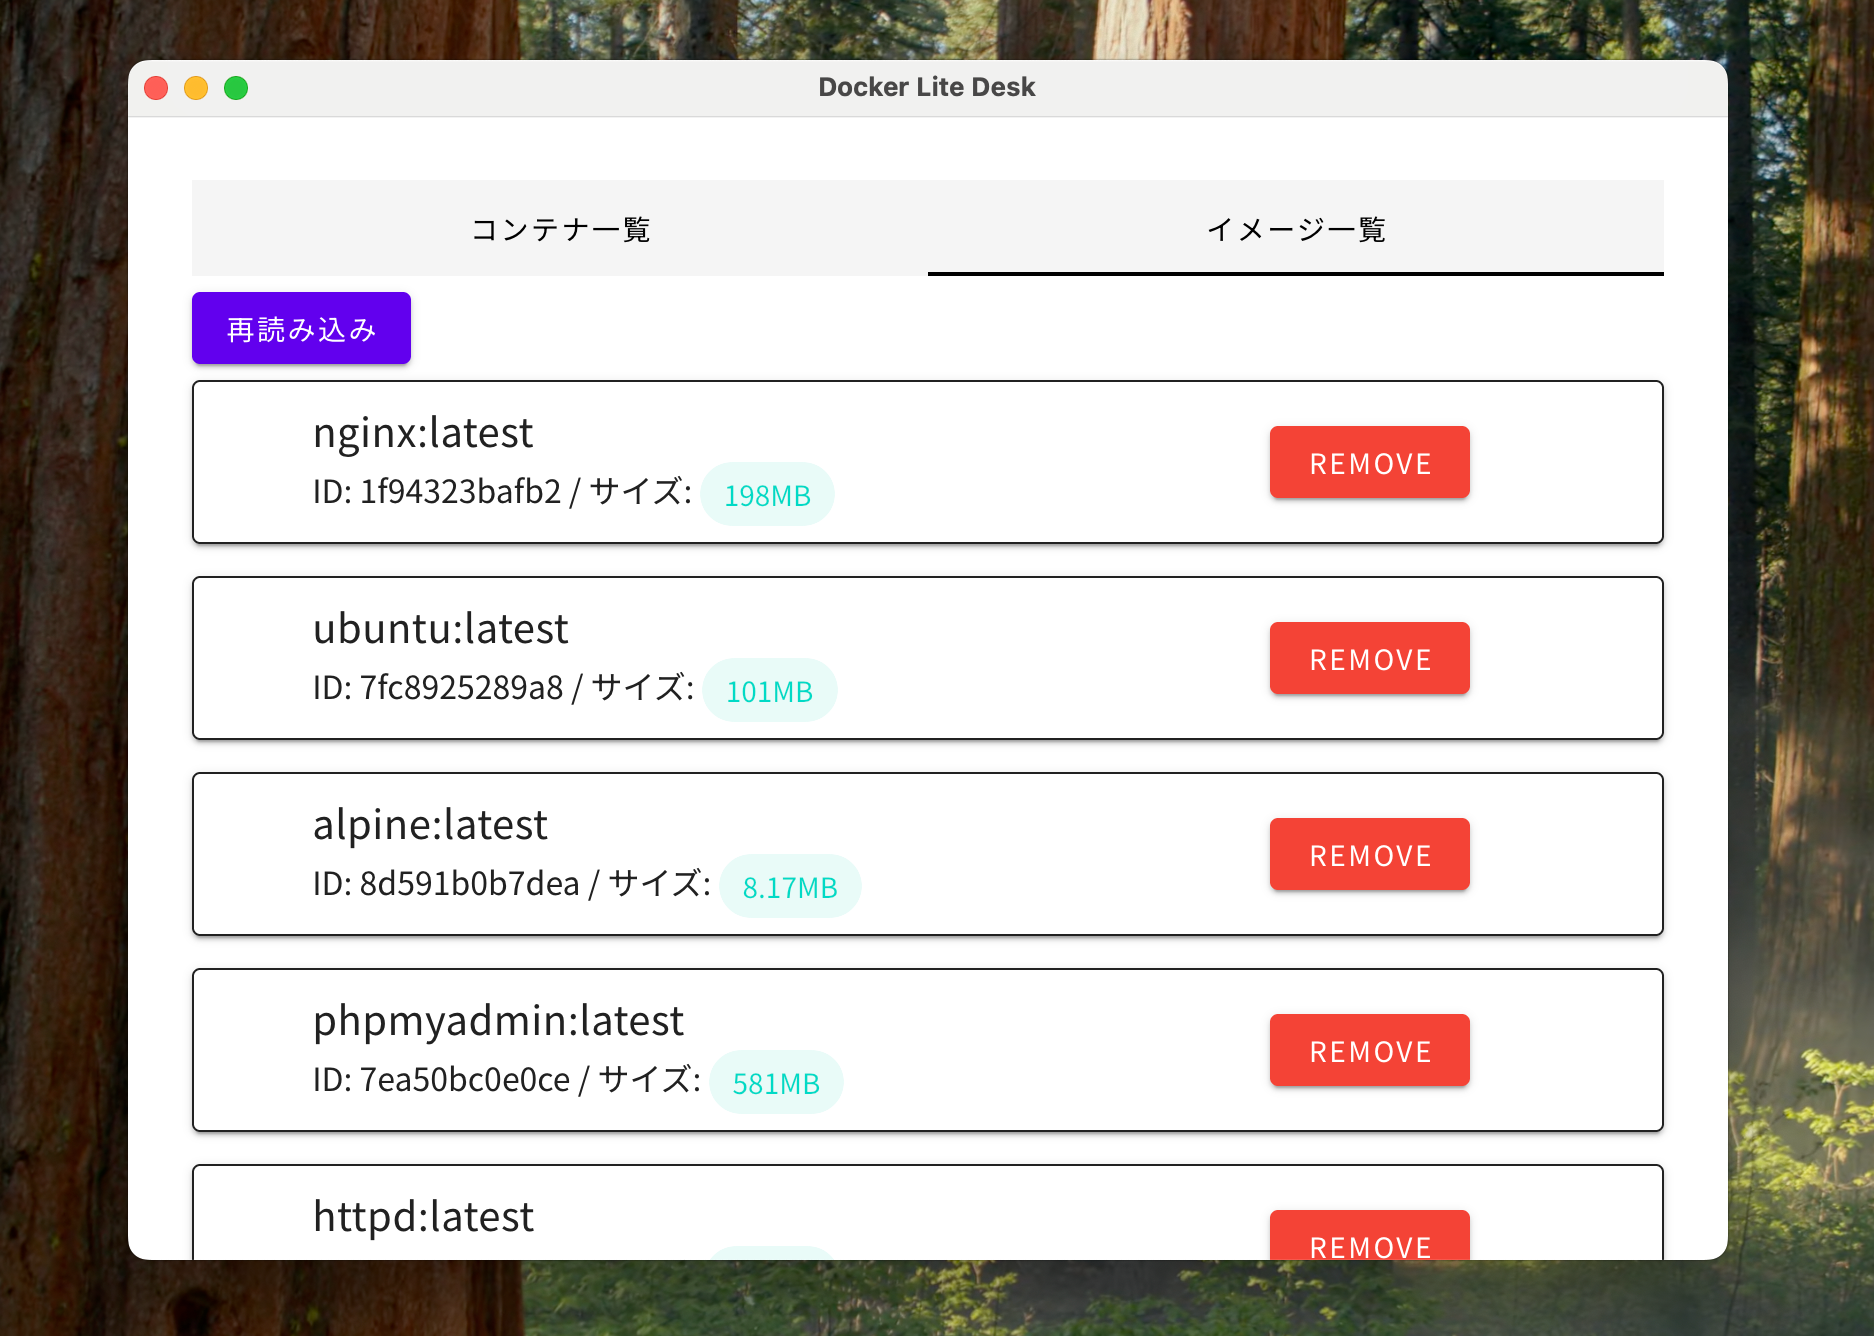 Docker Lite Desk
コンテナ一覧
イメージ一覧
再読み込み
nginx:latest
ID: 1f94323bafb2 / サイズ: 198MB
REMOVE
ubuntu:latest
ID: 7fc8925289a8 / サイズ: 101MB
REMOVE
alpine:latest
ID: 8d591b0b7dea / サイズ: 8.17MB
REMOVE
phpmyadmin:latest
ID: 7ea50bc0e0ce / サイズ: 581MB
REMOVE
httpd:latest
REMOVE